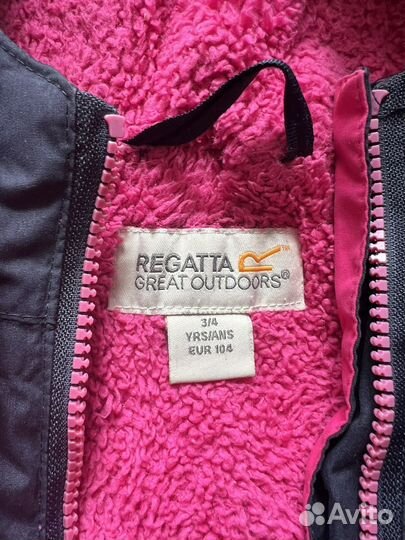 REGATTA
GREAT OUTDOORS®
3/4
YRS/ANS
EUR 104
Avito